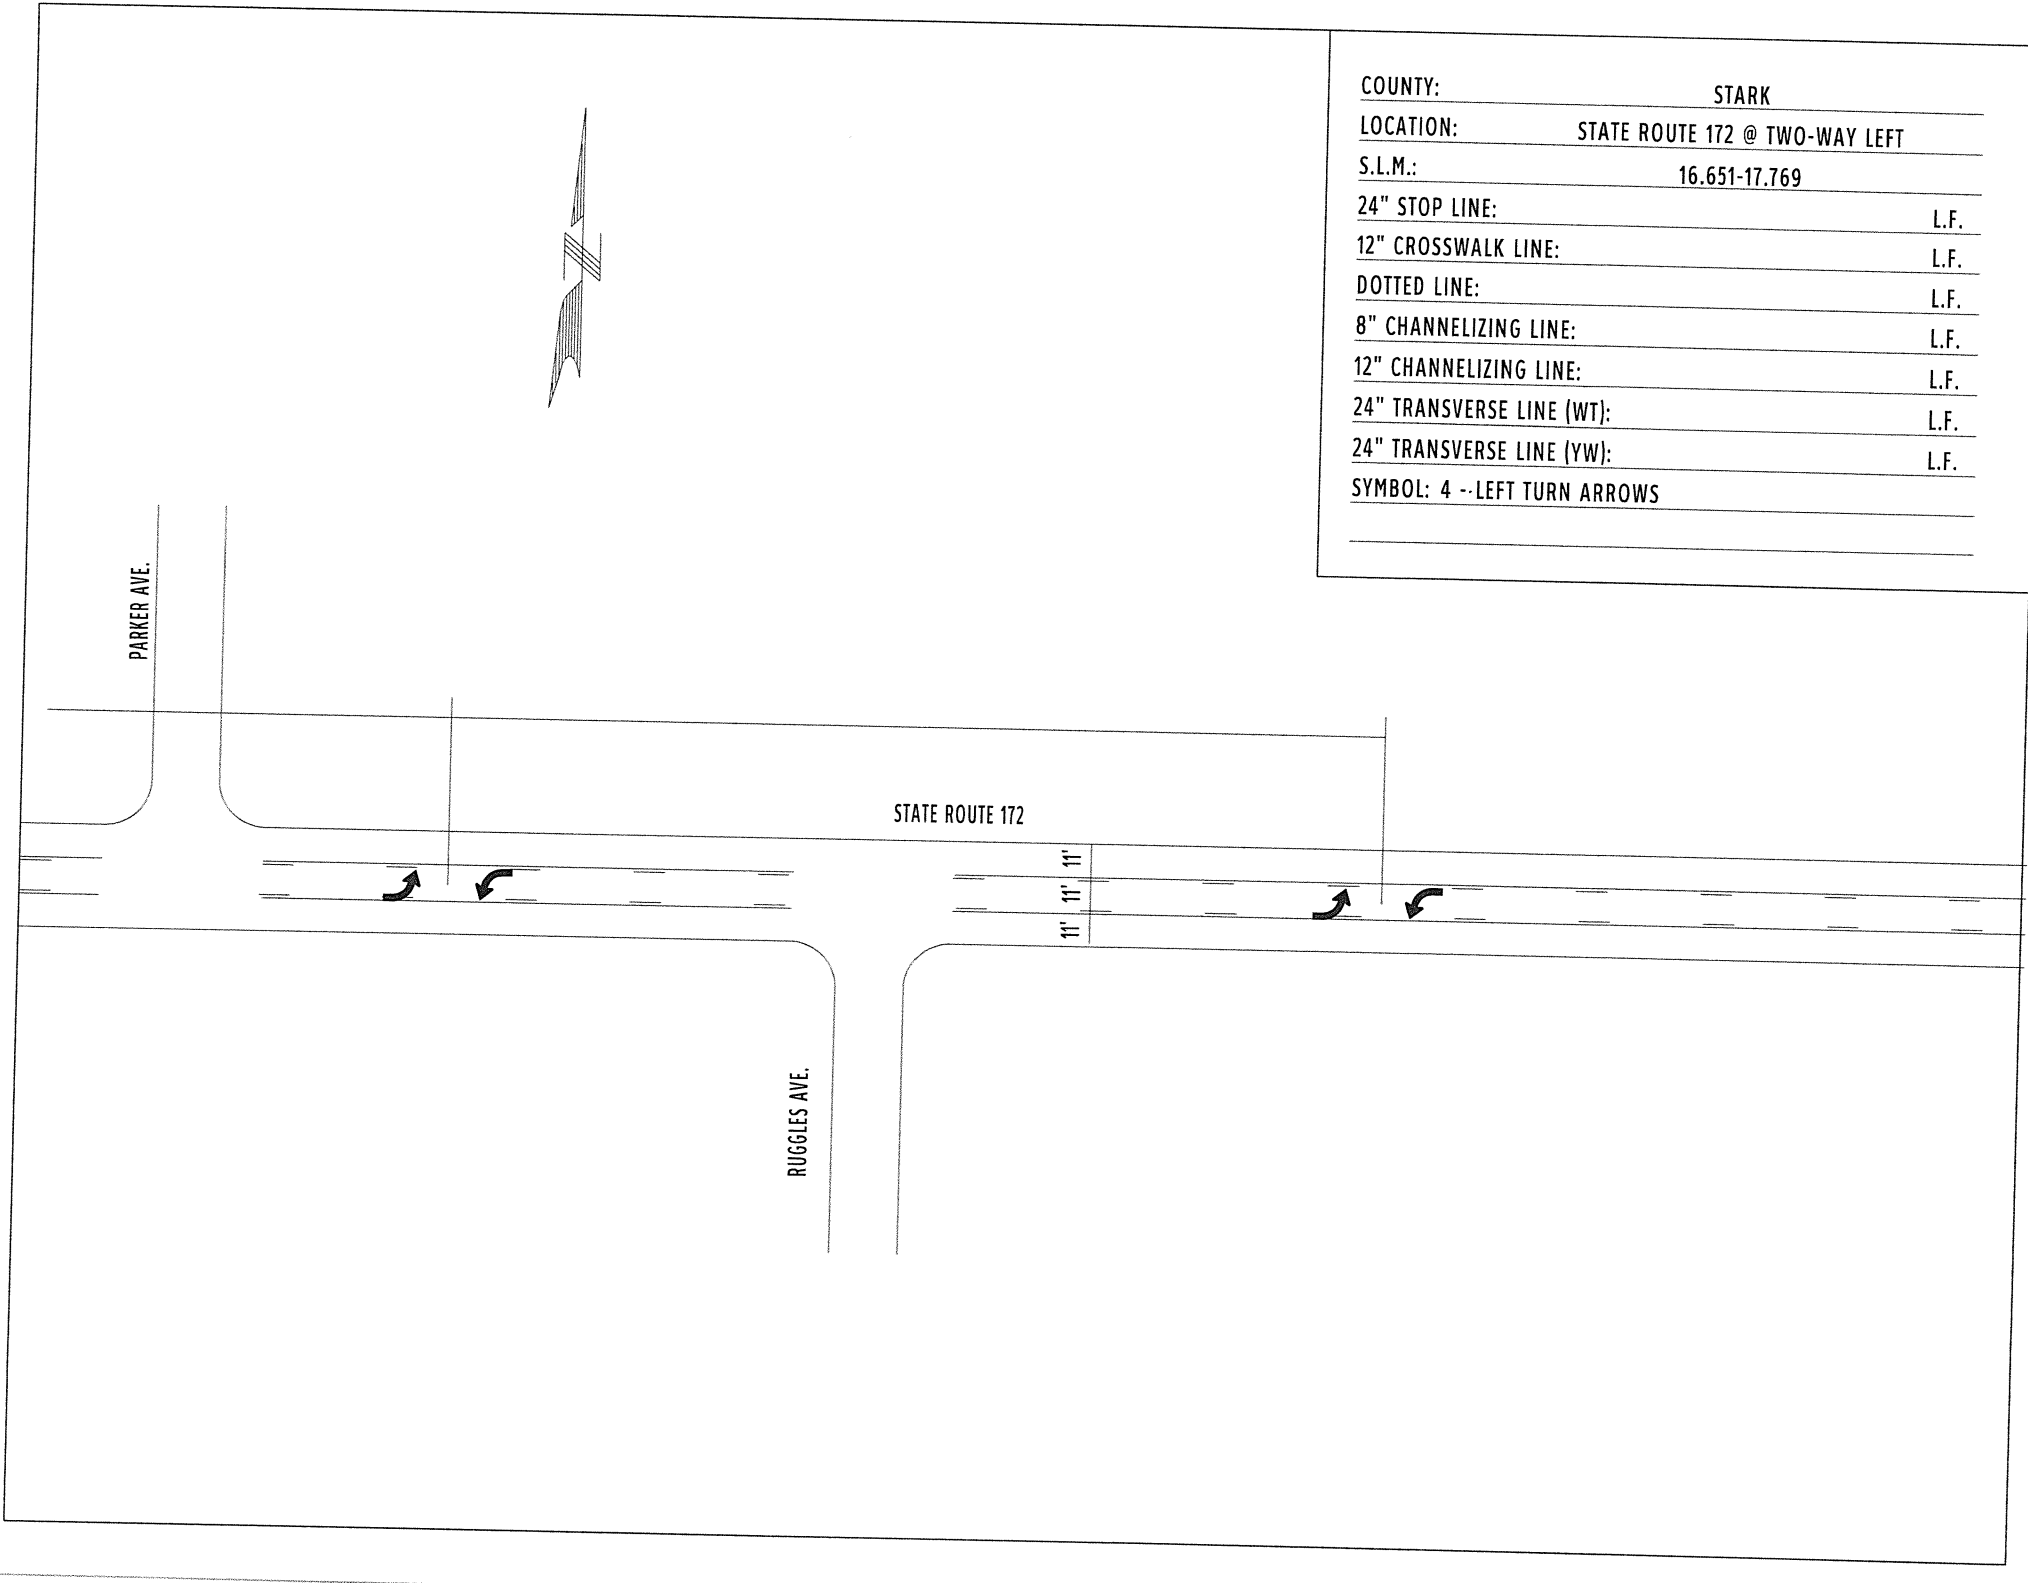 COUNTY: STARK
LOCATION: STATE ROUTE 172 @ TWO-WAY LEFT
S.L.M.: 16.651-17.769
24" STOP LINE: L.F.
12" CROSSWALK LINE: L.F.
DOTTED LINE: L.F.
8" CHANNELIZING LINE: L.F.
12" CHANNELIZING LINE: L.F.
24" TRANSVERSE LINE (WT): L.F.
24" TRANSVERSE LINE (YW): L.F.
SYMBOL: 4 -- LEFT TURN ARROWS
N
PARKER AVE.
STATE ROUTE 172
11'
11'
11'
RUGGLES AVE.